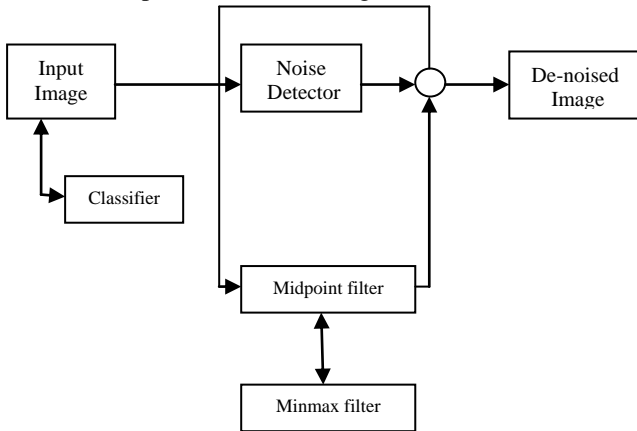 Input
Image
Noise
Detector
De-noised
Image
Classifier
Midpoint filter
Minmax filter